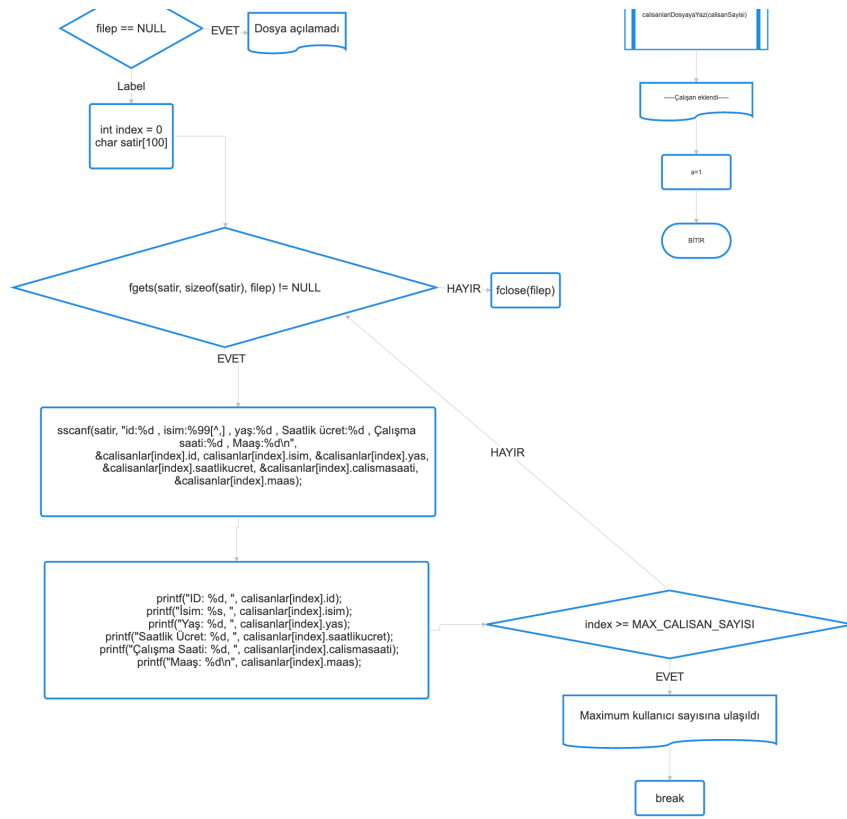 filep == NULL
EVET
Dosya açılamadı
calisanlariDosyayaYaz(calisanSayisi)
Label
-----Çalışan eklendi-----
int index = 0
char satir[100]
a=1
BİTİR
fgets(satir, sizeof(satir), filep) != NULL
HAYIR
fclose(filep)
EVET
sscanf(satir, "id:%d , isim:%99[^,] , yaş:%d , Saatlik ücret:%d , Çalışma
saati:%d , Maaş:%d\n",
&calisanlar[index].id, calisanlar[index].isim, &calisanlar[index].yas,
&calisanlar[index].saatlikucret, &calisanlar[index].calismasaati,
&calisanlar[index].maas);
HAYIR
printf("ID: %d, ", calisanlar[index].id);
printf("İsim: %s, ", calisanlar[index].isim);
printf("Yaş: %d, ", calisanlar[index].yas);
printf("Saatlik Ücret: %d, ", calisanlar[index].saatlikucret);
printf("Çalışma Saati: %d, ", calisanlar[index].calismasaati);
printf("Maaş: %d\n", calisanlar[index].maas);
index >= MAX_CALISAN_SAYISI
EVET
Maximum kullanıcı sayısına ulaşıldı
break